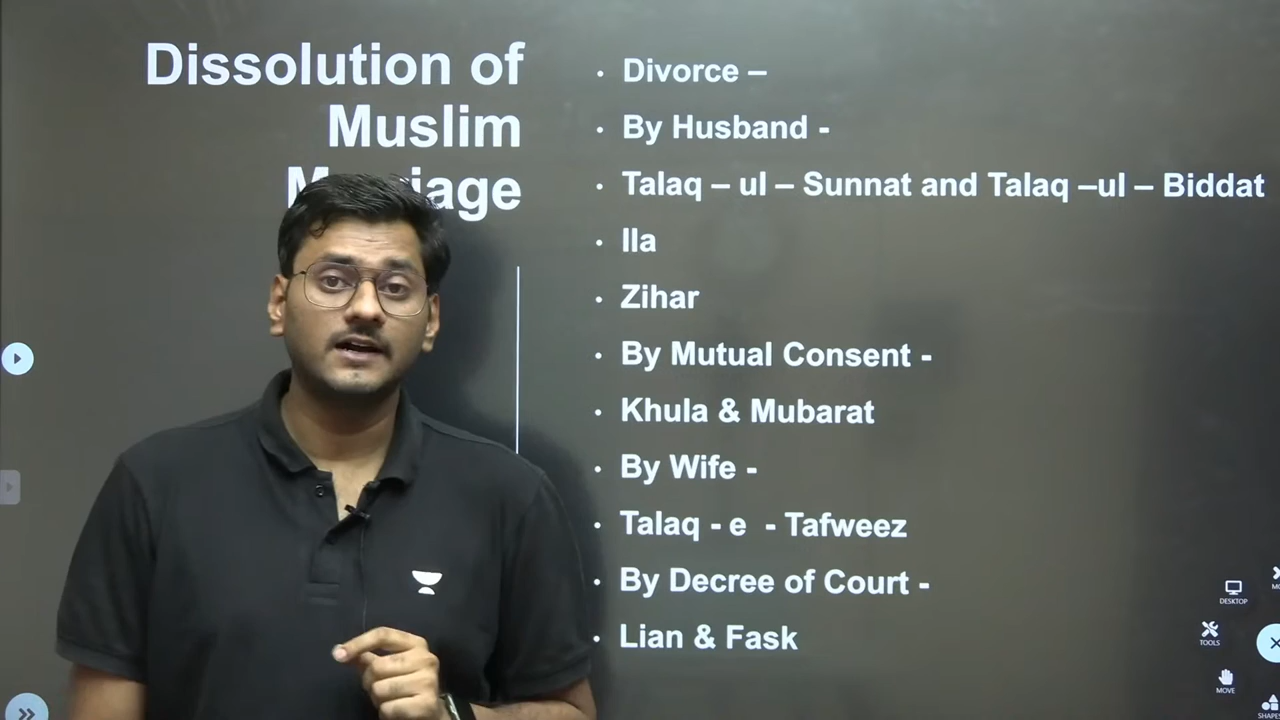 Dissolution of
Muslim
Divorce –
By Husband -
Talaq – ul – Sunnat and Talaq –ul – Biddat
Ila
Zihar
By Mutual Consent -
Khula & Mubarat
By Wife -
Talaq - e - Tafweez
By Decree of Court -
Lian & Fask
DESKTOP
TOOLS
MOVE